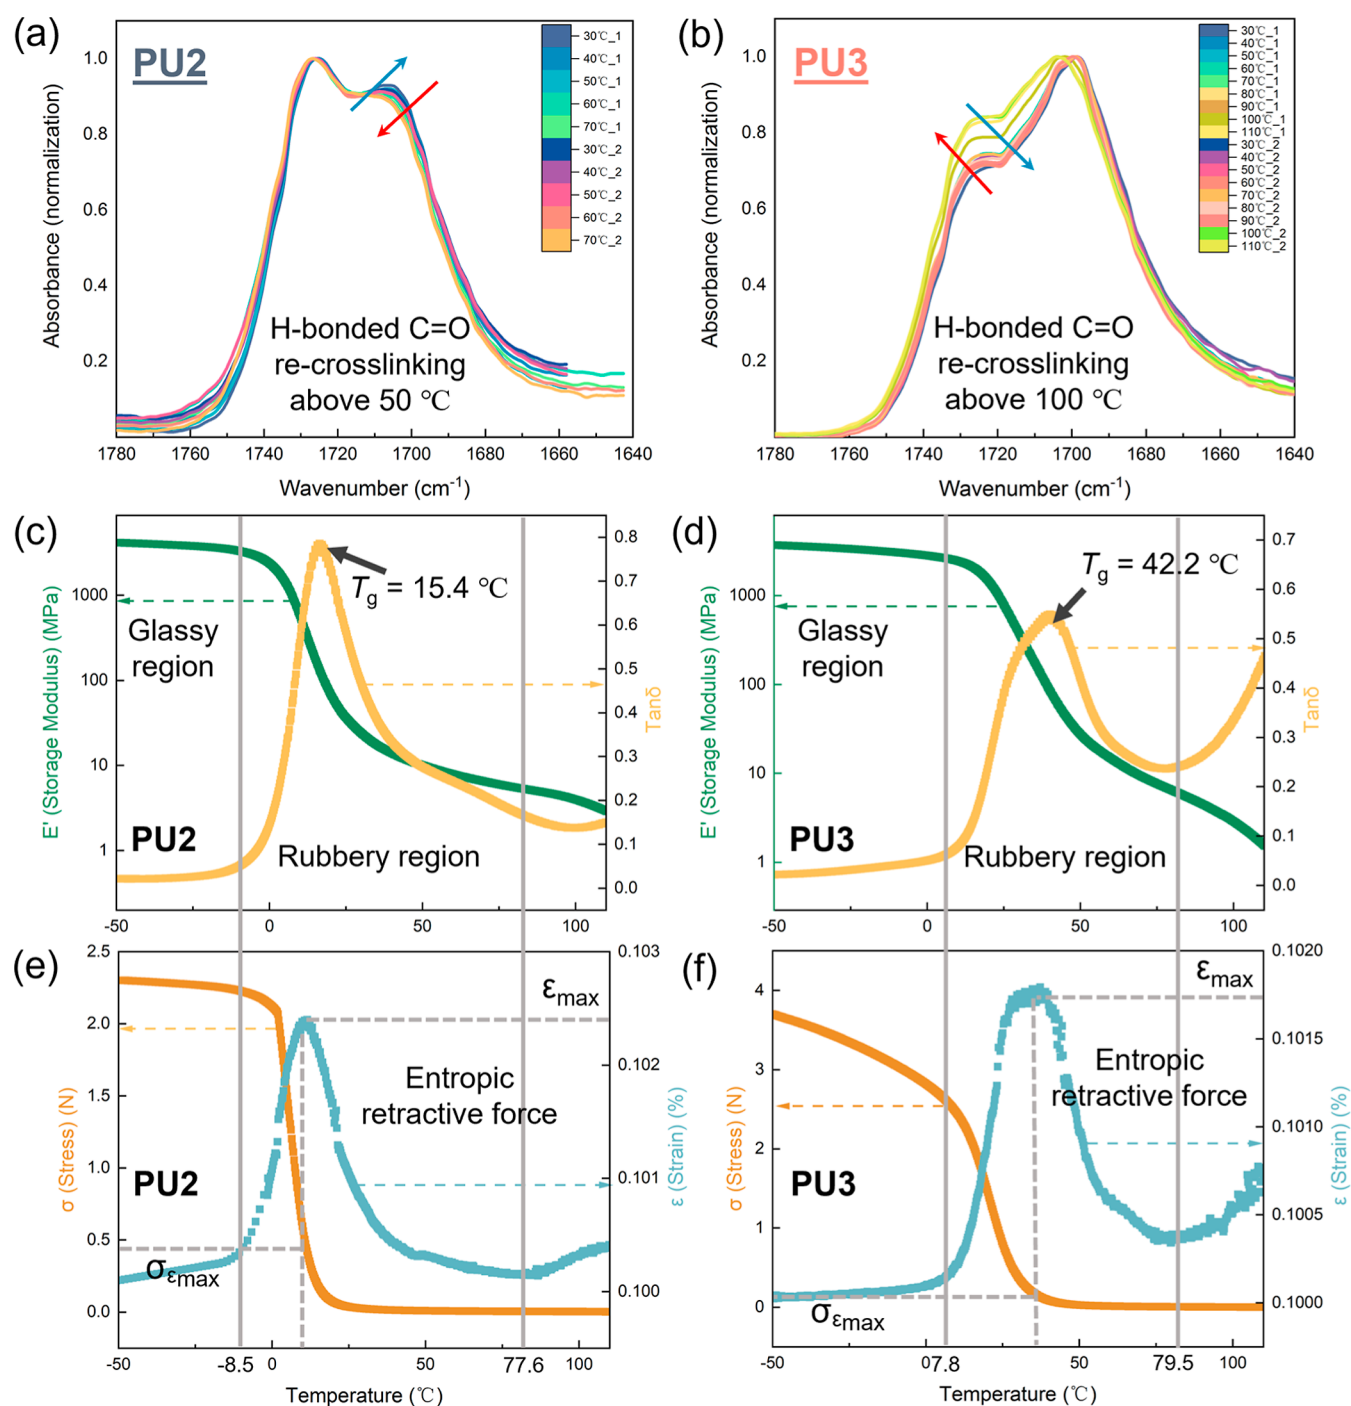 (a)
PU2
30℃_1
40℃_1
50℃_1
60℃_1
70℃_1
30℃_2
40℃_2
50℃_2
60℃_2
70℃_2
H-bonded C=O
re-crosslinking
above 50 ℃
Absorbance (normalization)
1.0
0.8
0.6
0.4
0.2
1780
1760
1740
1720
1700
1680
1660
1640
Wavenumber (cm-1)
(b)
PU3
30℃_1
40℃_1
50℃_1
60℃_1
70℃_1
80℃_1
90℃_1
100℃_1
110℃_1
30℃_2
40℃_2
50℃_2
60℃_2
70℃_2
80℃_2
90℃_2
100℃_2
110℃_2
H-bonded C=O
re-crosslinking
above 100 ℃
Absorbance (normalization)
1.0
0.8
0.6
0.4
0.2
1780
1760
1740
1720
1700
1680
1660
1640
Wavenumber (cm-1)
(c)
Tg = 15.4 ℃
Glassy
region
PU2
Rubbery region
E' (Storage Modulus) (MPa)
1000
100
10
1
Tanδ
0.8
0.7
0.6
0.5
0.4
0.3
0.2
0.1
0.0
-50
0
50
100
(d)
Tg = 42.2 ℃
Glassy
region
PU3
Rubbery region
E' (Storage Modulus) (MPa)
1000
100
10
1
Tanδ
0.7
0.6
0.5
0.4
0.3
0.2
0.1
0.0
-50
0
50
100
(e)
εmax
Entropic
retractive force
PU2
σεmax
σ (Stress) (N)
2.5
2.0
1.5
1.0
0.5
0.0
ε (Strain) (%)
0.103
0.102
0.101
0.100
-50
-8.5
0
50
77.6
100
Temperature (℃)
(f)
εmax
Entropic
retractive force
PU3
σεmax
σ (Stress) (N)
4
3
2
1
0
ε (Strain) (%)
0.1020
0.1015
0.1010
0.1005
0.1000
-50
0
7.8
50
79.5
100
Temperature (℃)